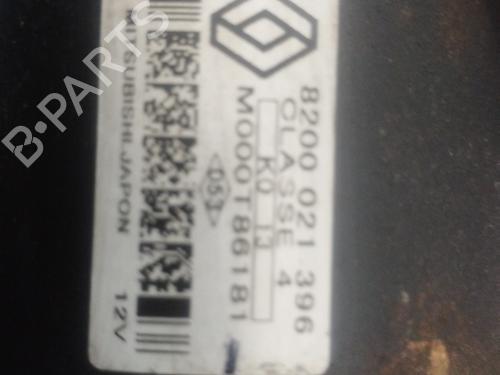 8200 021 396
CLASSE 4
K0 13
M000T86181
053
MITSUBISHI.JAPON
12V
B-PARTS